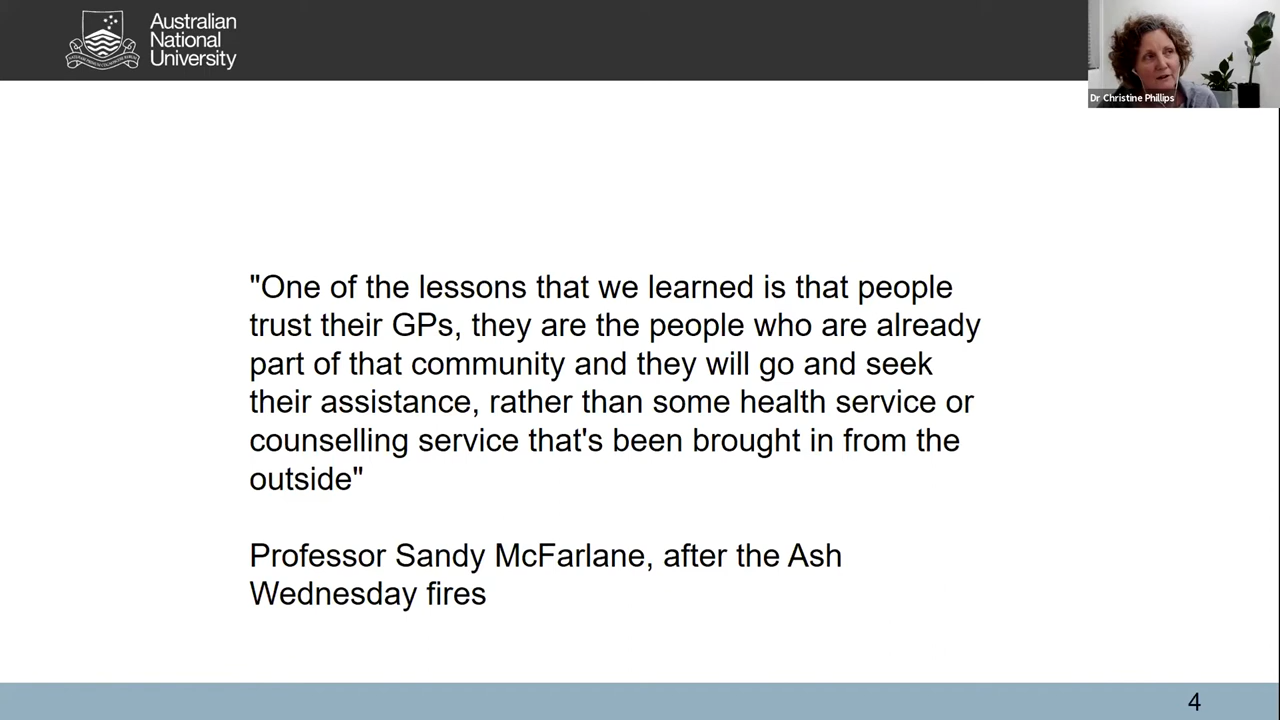 Australian
National
University
Dr Christine Phillips
"One of the lessons that we learned is that people
trust their GPs, they are the people who are already
part of that community and they will go and seek
their assistance, rather than some health service or
counselling service that's been brought in from the
outside"
Professor Sandy McFarlane, after the Ash
Wednesday fires
4